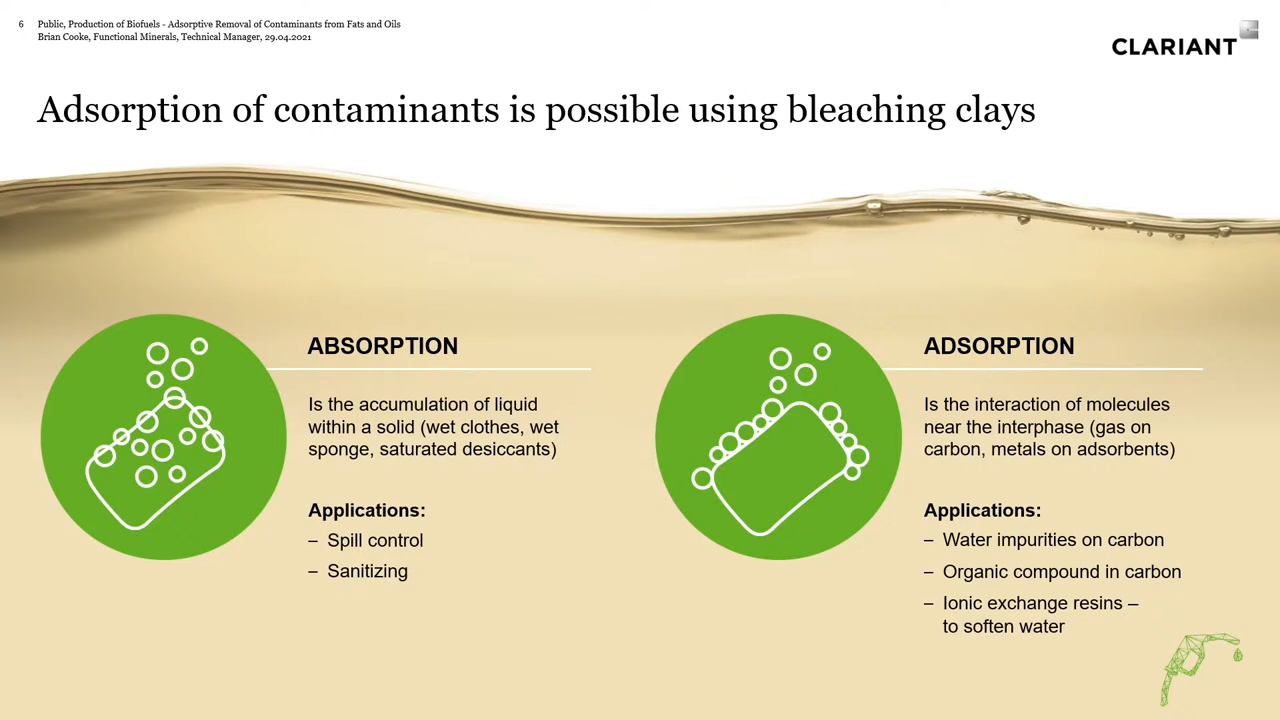 6 Public, Production of Biofuels - Adsorptive Removal of Contaminants from Fats and Oils
Brian Cooke, Functional Minerals, Technical Manager, 29.04.2021
CLARIANT
Adsorption of contaminants is possible using bleaching clays
ABSORPTION
Is the accumulation of liquid
within a solid (wet clothes, wet
sponge, saturated desiccants)
Applications:
– Spill control
– Sanitizing
ADSORPTION
Is the interaction of molecules
near the interphase (gas on
carbon, metals on adsorbents)
Applications:
– Water impurities on carbon
– Organic compound in carbon
– Ionic exchange resins –
to soften water